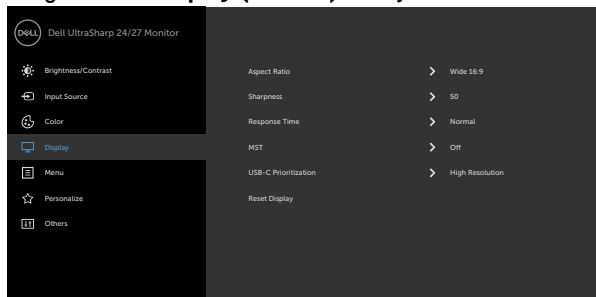 DELL Dell UltraSharp 24/27 Monitor
Brightness/Contrast
Input Source
Color
Display
Menu
Personalize
Others
Aspect Ratio Wide 16:9
Sharpness 50
Response Time Normal
MST Off
USB-C Prioritization High Resolution
Reset Display